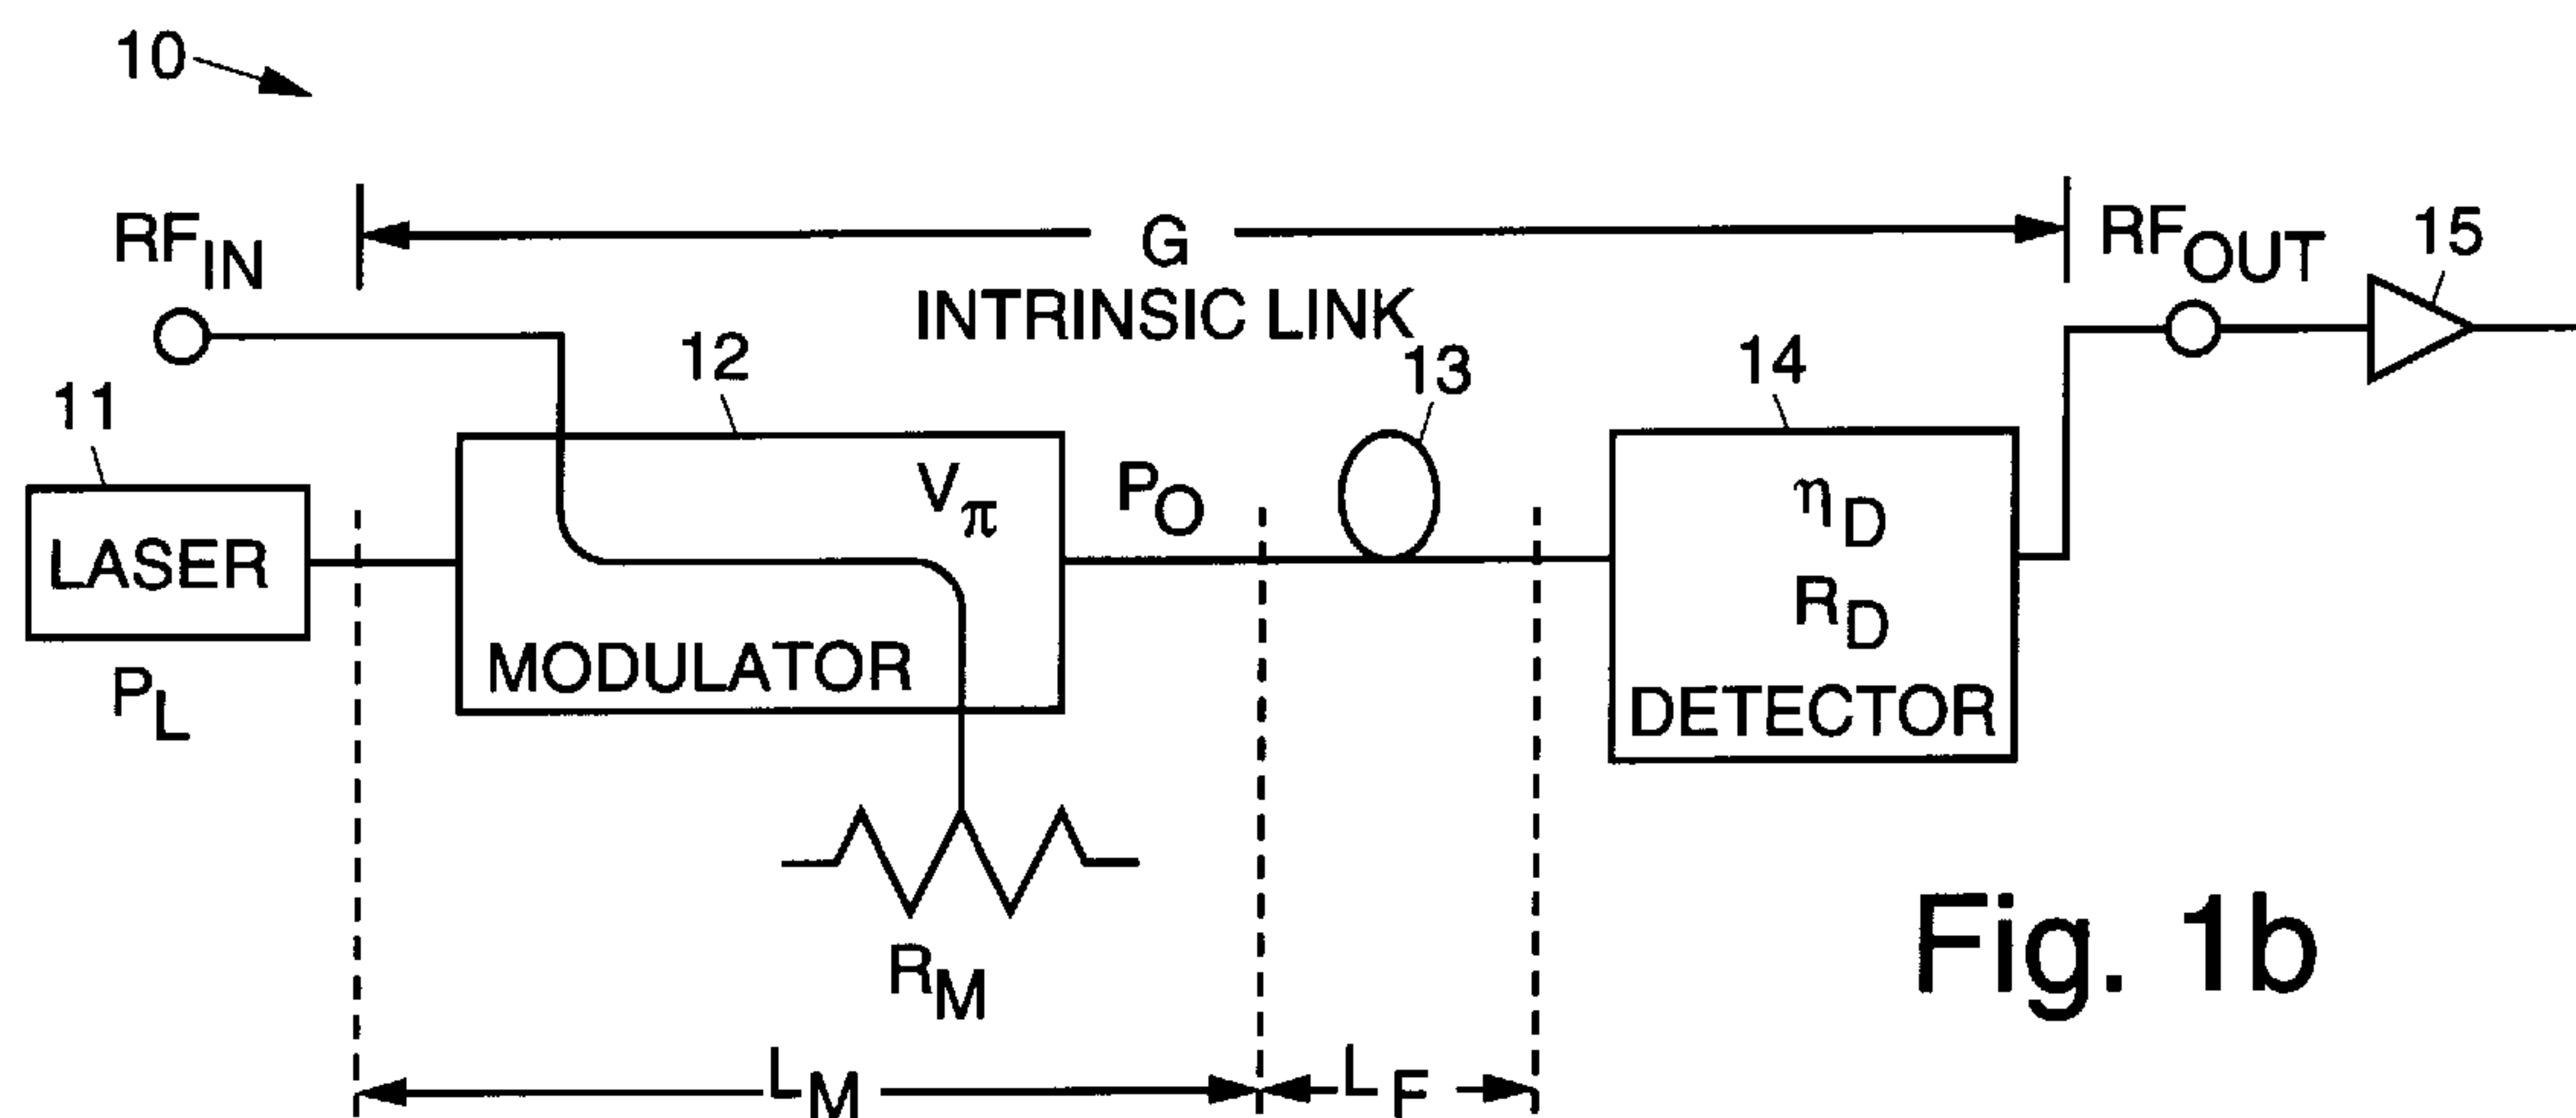 10
RF_IN
G
INTRINSIC LINK
RF_OUT
15
11
12
13
14
LASER
P_L
V_π
MODULATOR
P_O
η_D
R_D
DETECTOR
R_M
L_M
L_F
Fig. 1b